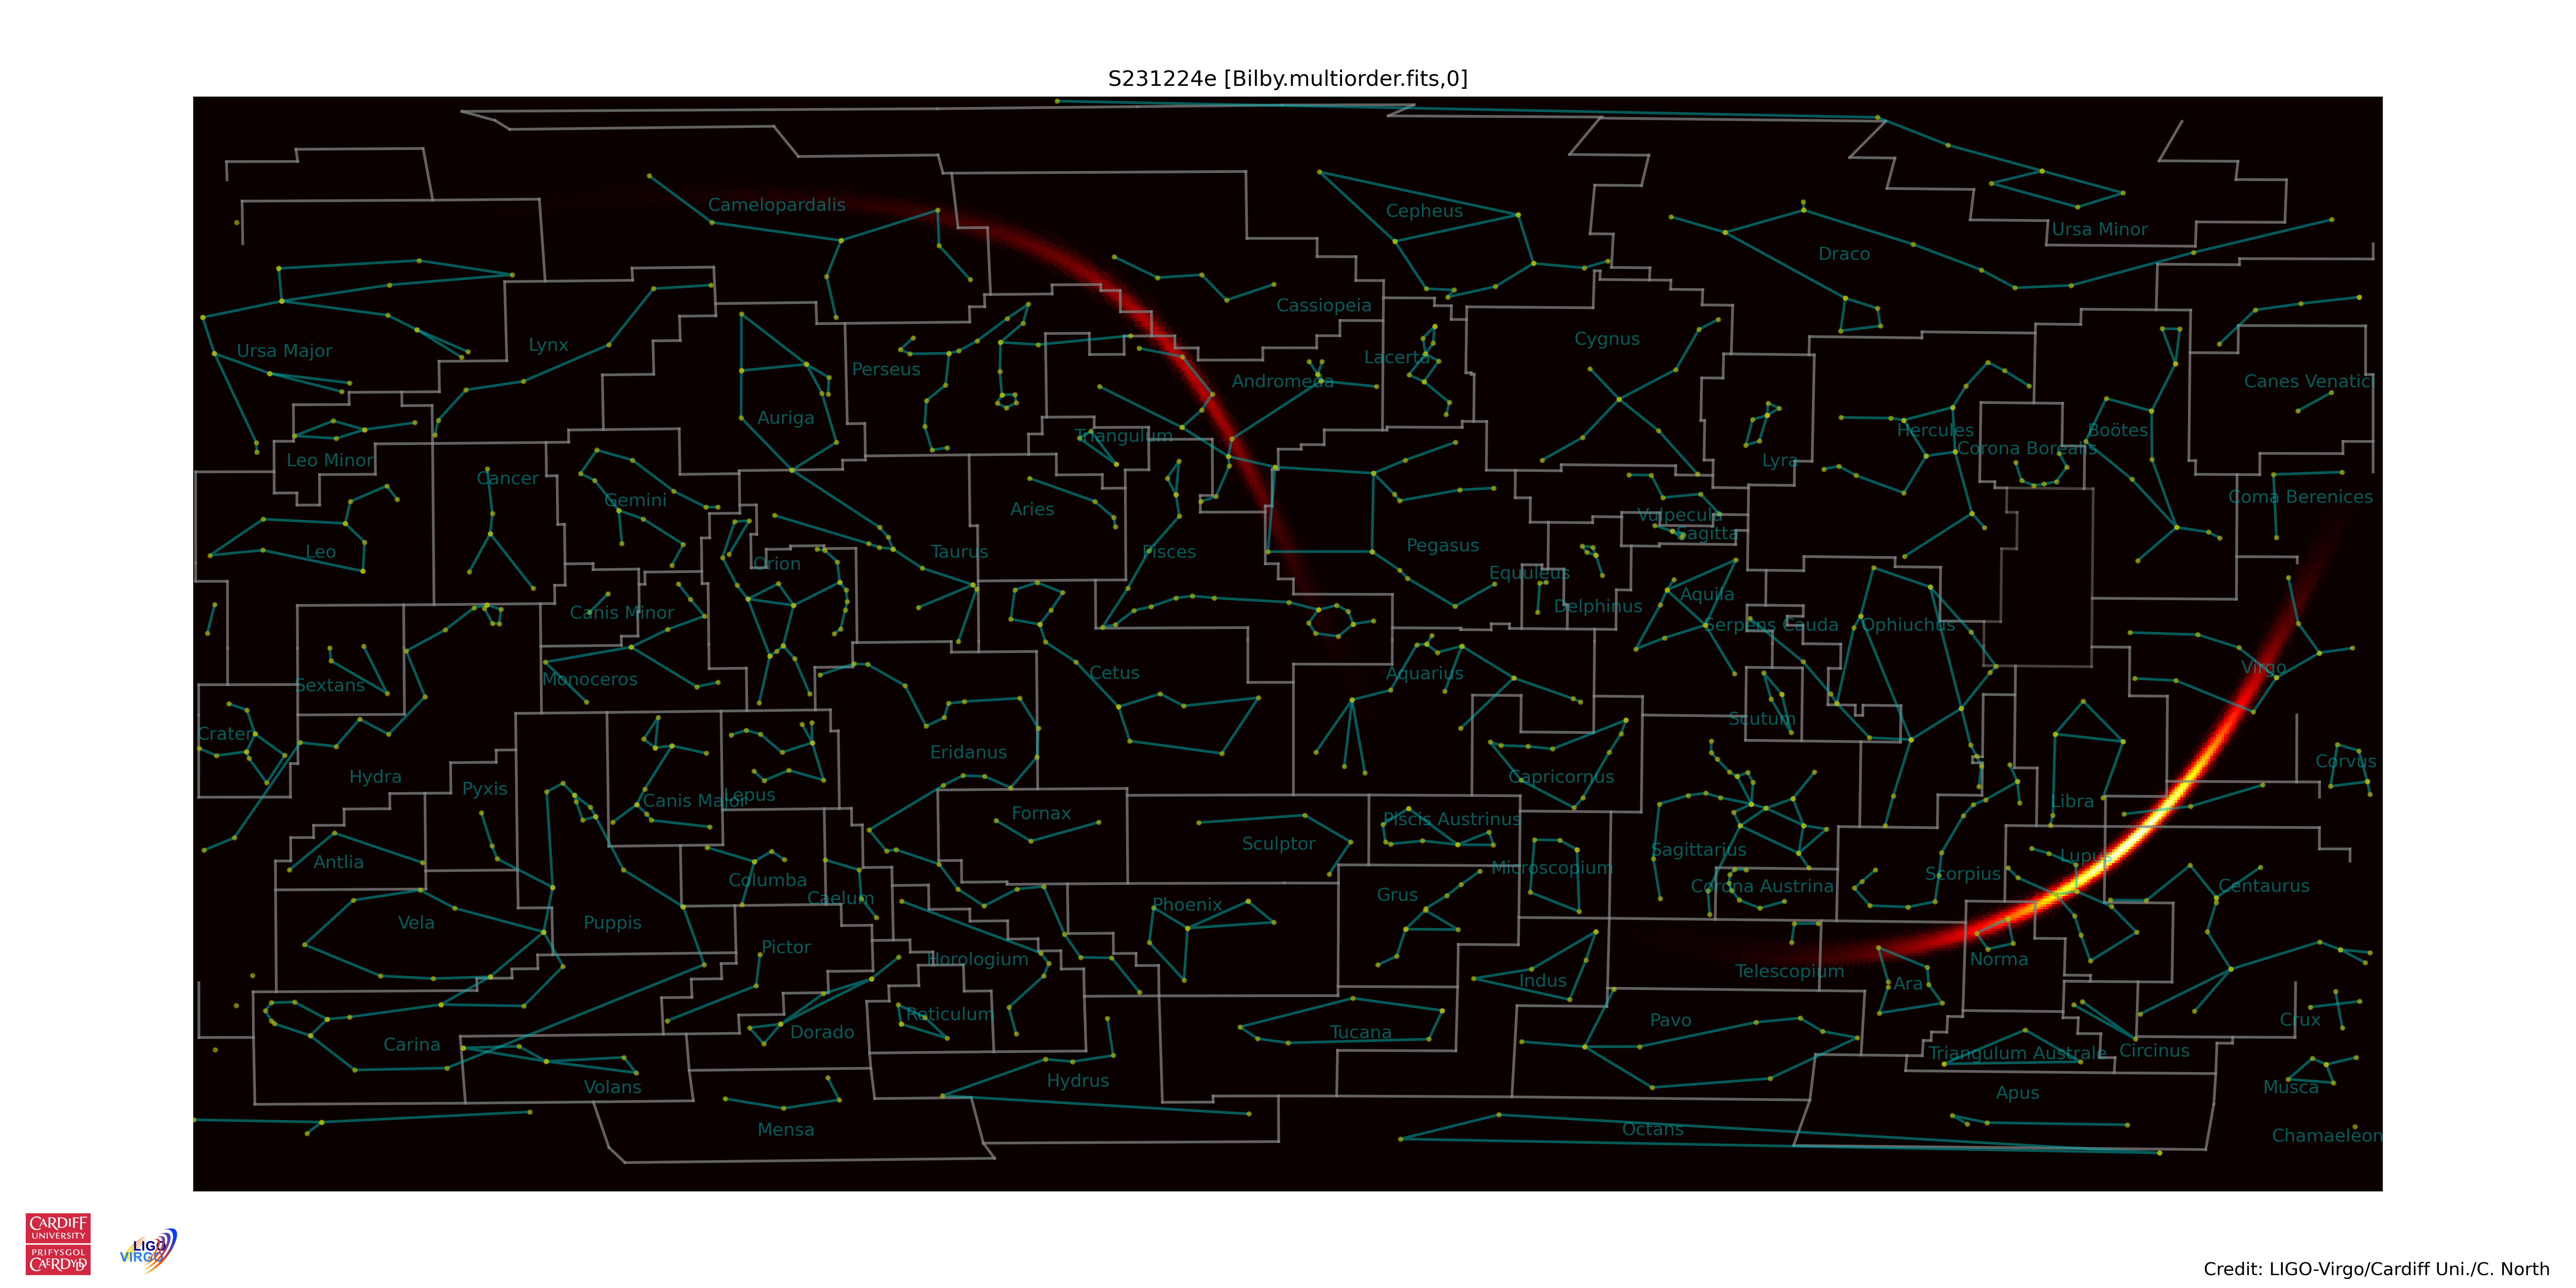 S231224e [Bilby.multiorder.fits,0]
Camelopardalis
Cepheus
Ursa Minor
Draco
Cassiopeia
Cygnus
Ursa Major
Lynx
Lacerta
Perseus
Andromeda
Canes Venatici
Auriga
Triangulum
Hercules
Boötes
Corona Borealis
Leo Minor
Lyra
Cancer
Gemini
Coma Berenices
Aries
Vulpecula
Sagitta
Leo
Taurus
Pisces
Pegasus
Orion
Equuleus
Aquila
Delphinus
Canis Minor
Serpens Cauda
Ophiuchus
Virgo
Cetus
Aquarius
Monoceros
Sextans
Scutum
Crater
Eridanus
Corvus
Hydra
Capricornus
Pyxis
Lepus
Canis Major
Libra
Fornax
Piscis Austrinus
Sculptor
Sagittarius
Lupus
Antlia
Microscopium
Scorpius
Columba
Corona Austrina
Centaurus
Caelum
Grus
Phoenix
Vela
Puppis
Pictor
Horologium
Norma
Telescopium
Indus
Ara
Reticulum
Pavo
Crux
Dorado
Tucana
Carina
Triangulum Australe
Circinus
Hydrus
Volans
Musca
Apus
Mensa
Octans
Chamaeleon
CARDIFF
UNIVERSITY
PRIFYSGOL
CAERDYDD
LIGO
VIRGO
Credit: LIGO-Virgo/Cardiff Uni./C. North